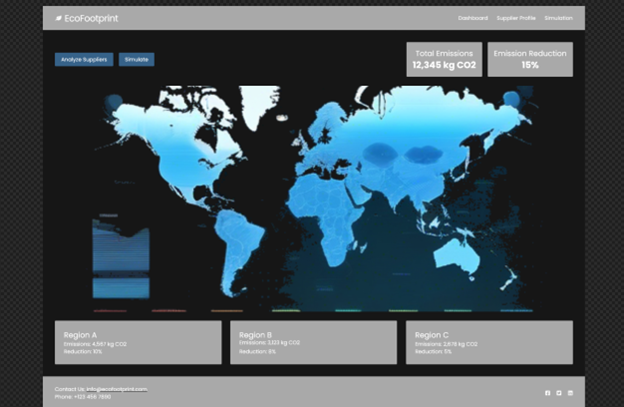 EcoFootprint
Dashboard Supplier Profile Simulation
Analyze Suppliers Simulate
Total Emissions
12,345 kg CO2
Emission Reduction
15%
Region A
Emissions: 4,567 kg CO2
Reduction: 10%
Region B
Emissions: 3,123 kg CO2
Reduction: 8%
Region C
Emissions: 2,678 kg CO2
Reduction: 5%
Contact Us: info@ecofootprint.com
Phone: +123 456 7890